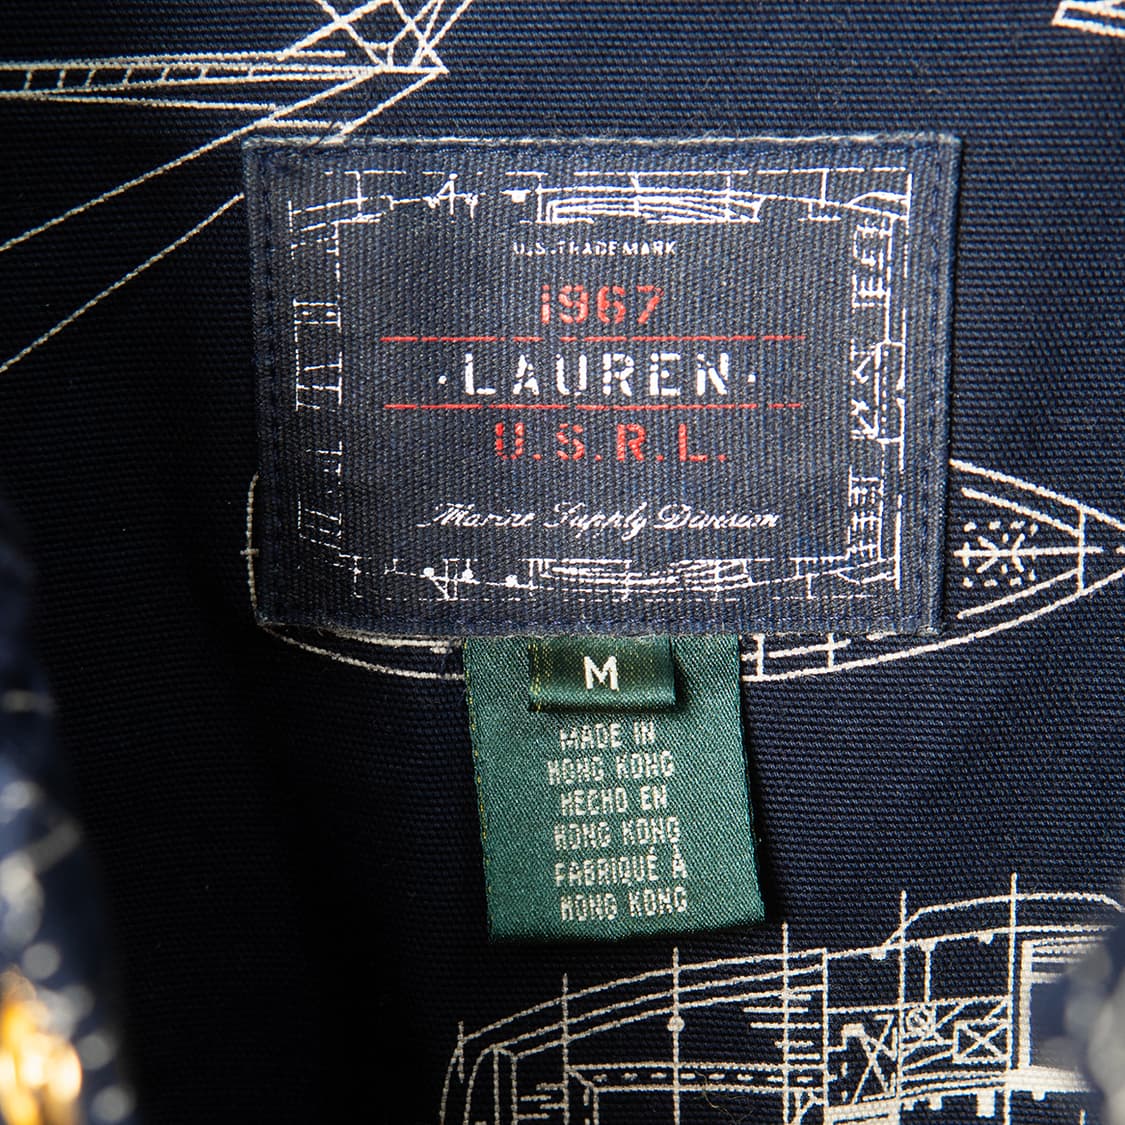 U.S. TRADEMARK
1967
·LAUREN·
U.S.R.L.
Marine Supply Division
M
MADE IN
HONG KONG
HECHO EN
HONG KONG
FABRIQUÉ À
HONG KONG